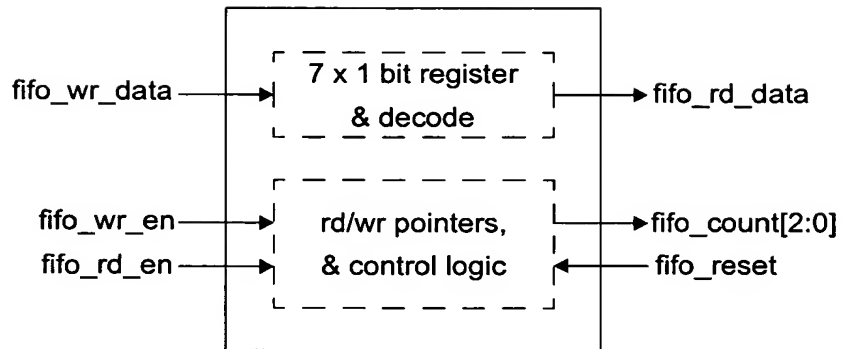 fifo_wr_data
7 x 1 bit register
& decode
fifo_rd_data
fifo_wr_en
fifo_rd_en
rd/wr pointers,
& control logic
fifo_count[2:0]
fifo_reset